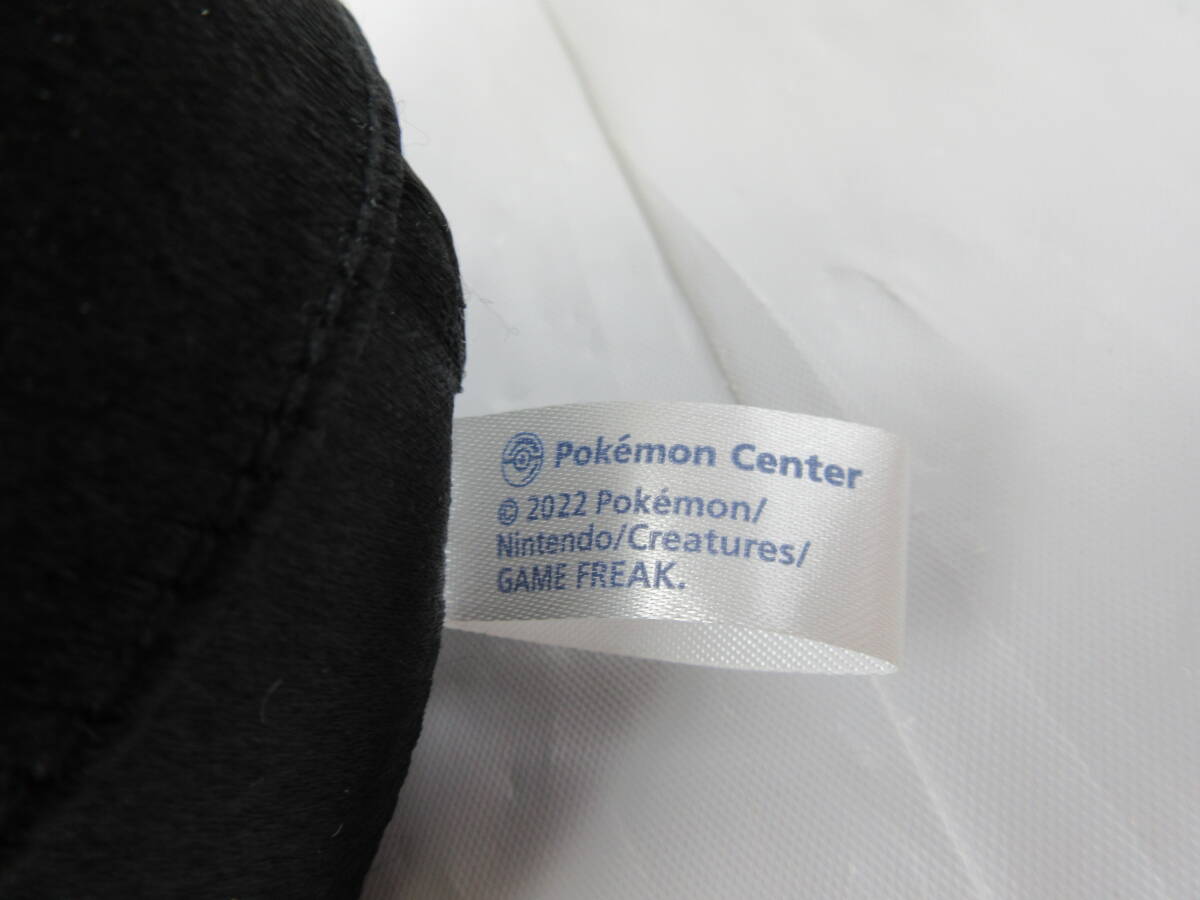 Pokémon Center
© 2022 Pokémon/
Nintendo/Creatures/
GAME FREAK.